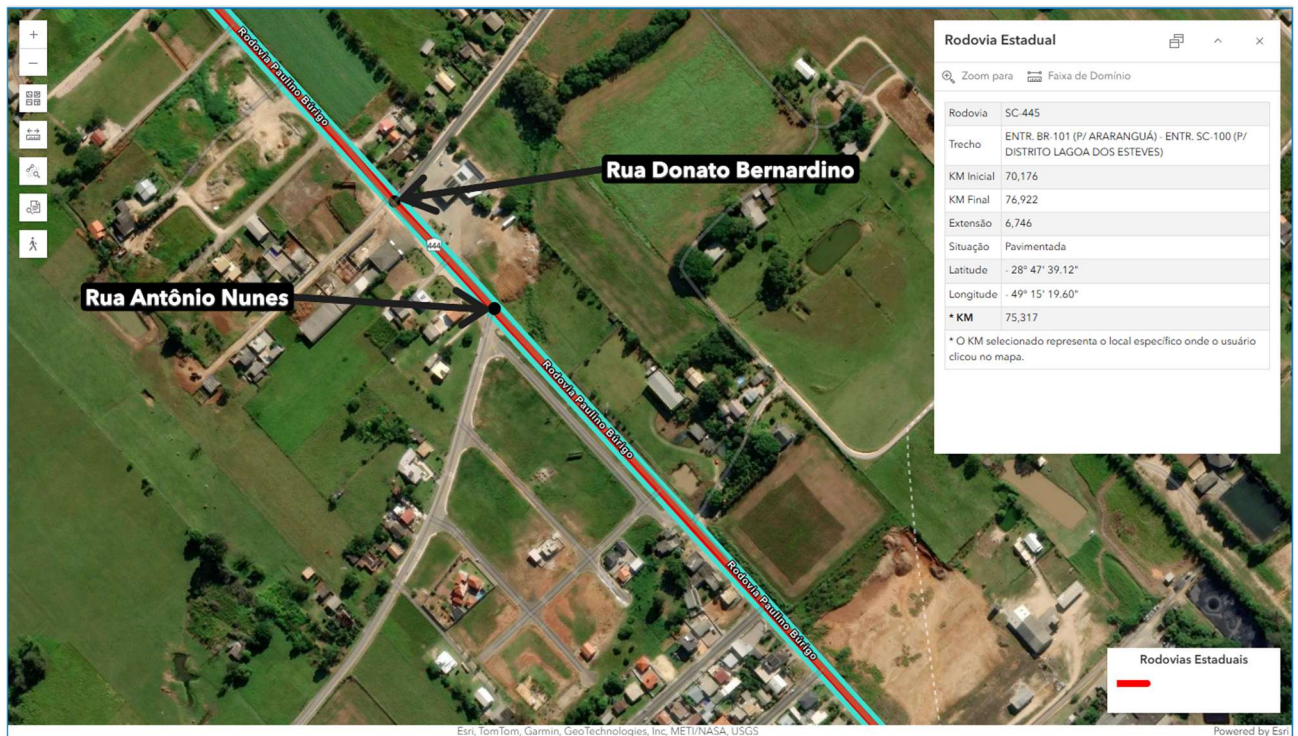 Rodovia Paulino Búrigo
Rua Donato Bernardino
444
Rua Antônio Nunes
Rodovia Paulino Búrigo
Rodovia Paulino Búrigo
Rodovia Estadual
Zoom para
Faixa de Domínio
Rodovia SC-445
Trecho ENTR. BR-101 (P/ ARARANGUÁ) - ENTR. SC-100 (P/
DISTRITO LAGOA DOS ESTEVES)
KM Inicial 70,176
KM Final 76,922
Extensão 6,746
Situação Pavimentada
Latitude - 28° 47' 39.12"
Longitude - 49° 15' 19.60"
* KM 75,317
* O KM selecionado representa o local específico onde o usuário
clicou no mapa.
Rodovias Estaduais
Esri, TomTom, Garmin, GeoTechnologies, Inc, METI/NASA, USGS
Powered by Esri